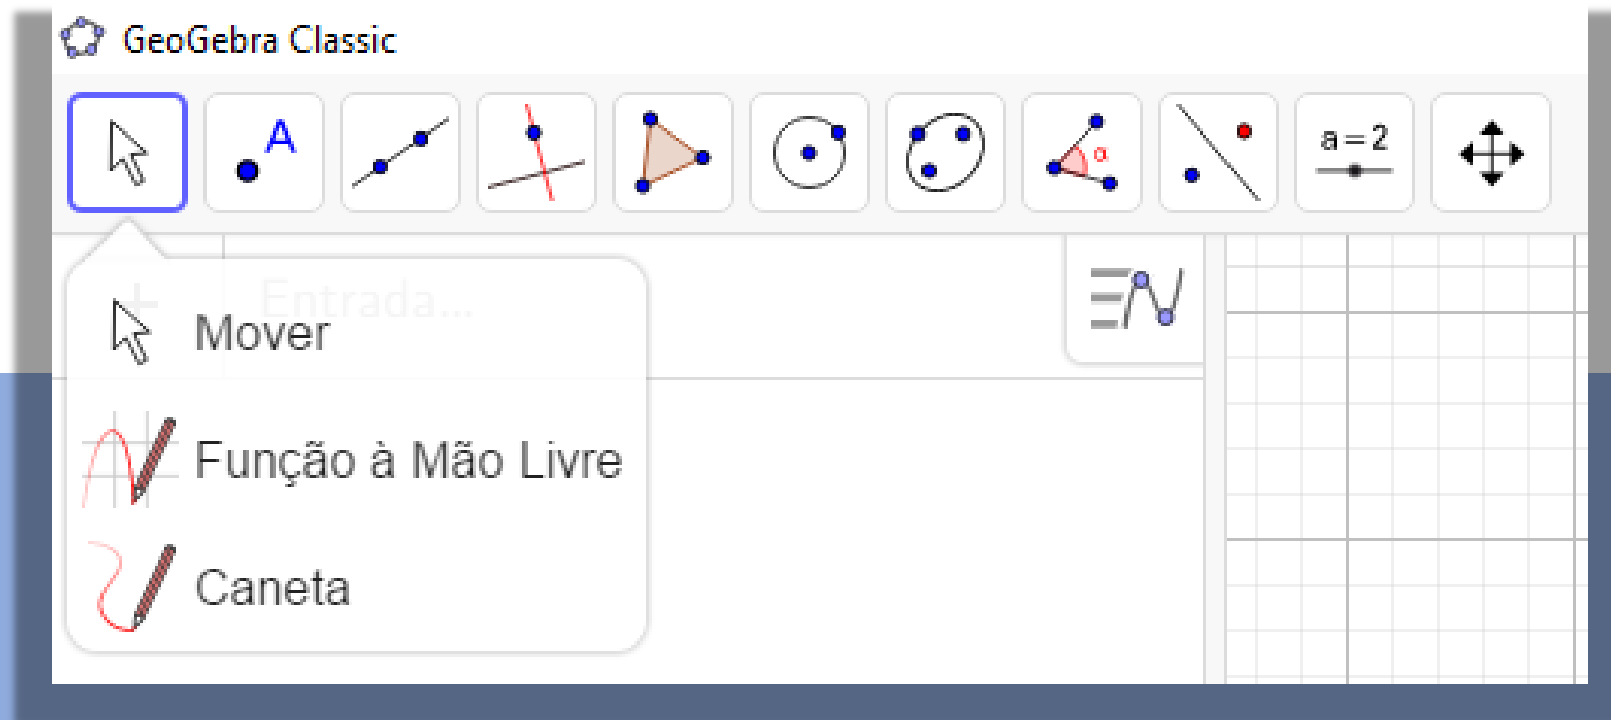 GeoGebra Classic
A
α
a = 2
Entrada...
Mover
Função à Mão Livre
Caneta